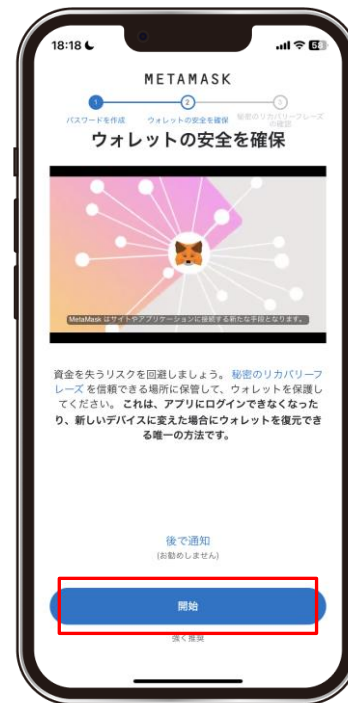 18:18
METAMASK
1 2 3
パスワードを作成 ウォレットの安全を確保 秘密のリカバリーフレーズ
の確認
ウォレットの安全を確保
MetaMask はサイトやアプリケーションに接続する新たな手段となります。
資金を失うリスクを回避しましょう。 秘密のリカバリーフ
レーズ を信頼できる場所に保管して、ウォレットを保護し
てください。 これは、アプリにログインできなくなった
り、新しいデバイスに変えた場合にウォレットを復元でき
る唯一の方法です。
後で通知
(お勧めしません)
開始
強く推奨